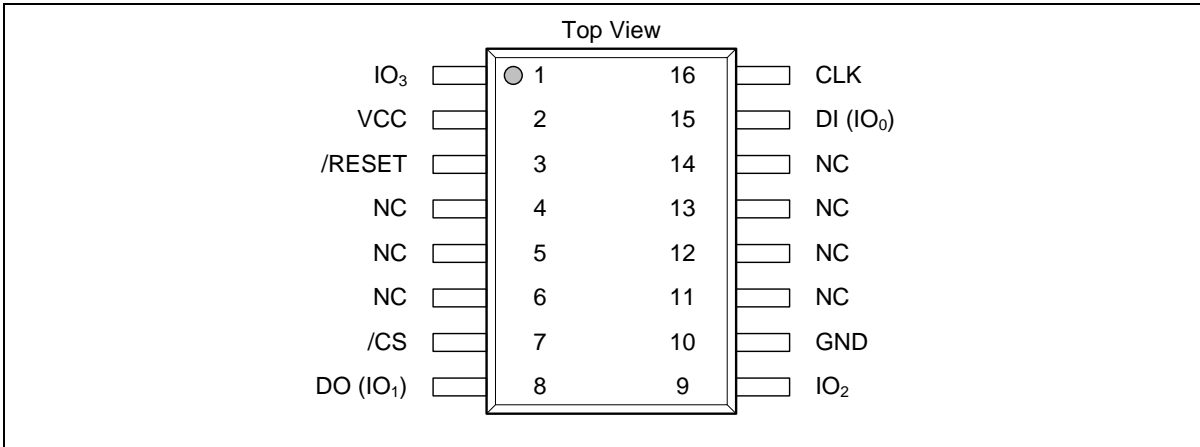 Top View
IO₃ 1 16 CLK
VCC 2 15 DI (IO₀)
/RESET 3 14 NC
NC 4 13 NC
NC 5 12 NC
NC 6 11 NC
/CS 7 10 GND
DO (IO₁) 8 9 IO₂